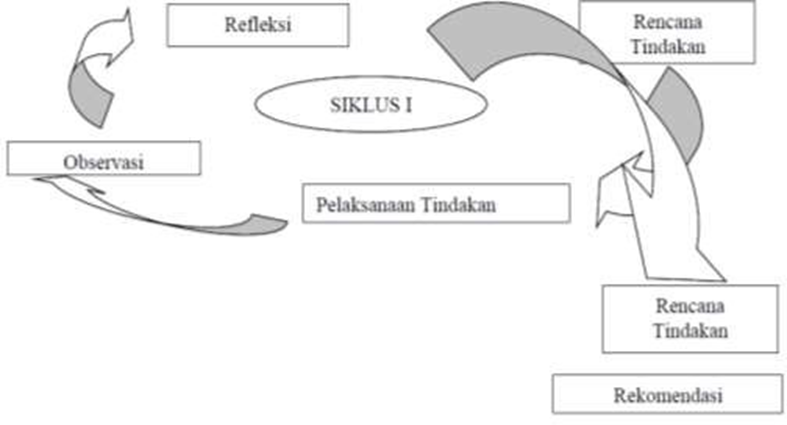 Refleksi
Rencana
Tindakan
SIKLUS I
Observasi
Pelaksanaan Tindakan
Rencana
Tindakan
Rekomendasi